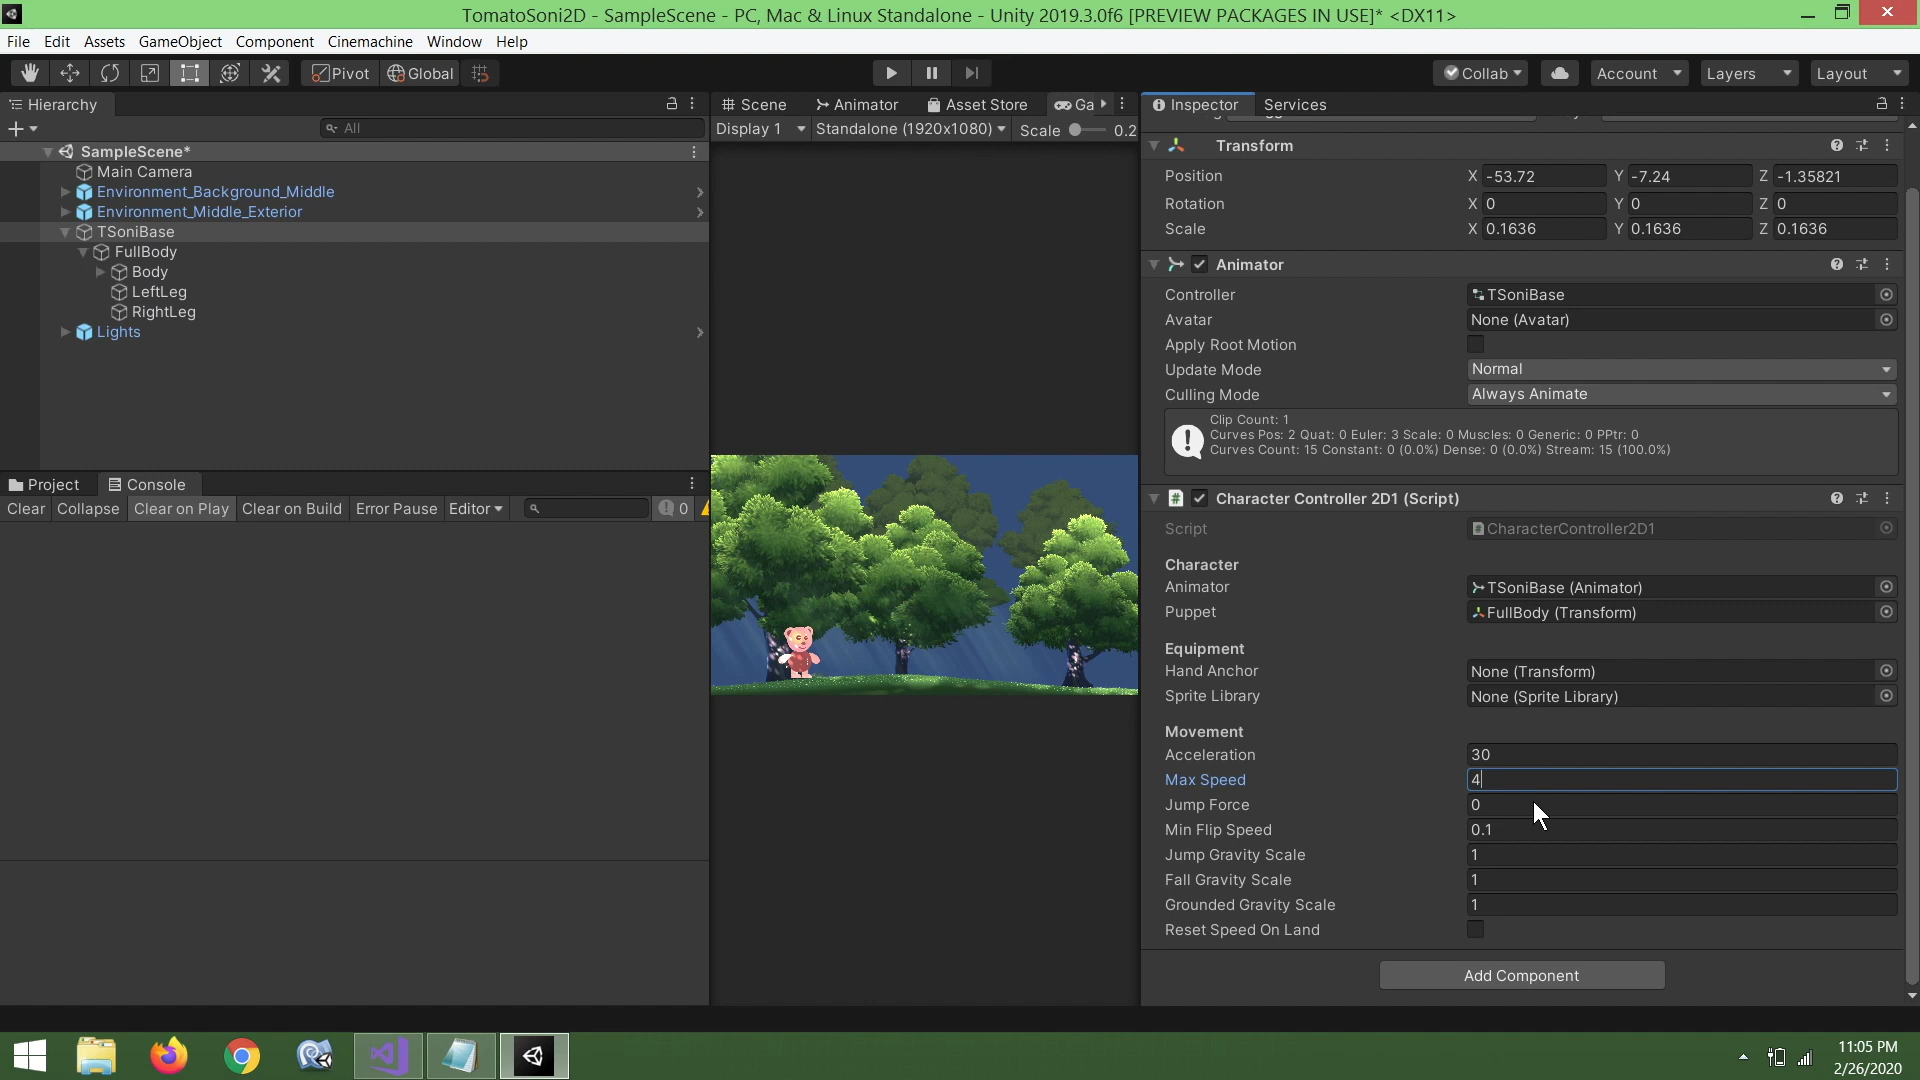 TomatoSoni2D - SampleScene - PC, Mac & Linux Standalone - Unity 2019.3.0f6 [PREVIEW PACKAGES IN USE]* <DX11>
File Edit Assets GameObject Component Cinemachine Window Help
Pivot Global Collab Account Layers Layout
Hierarchy
All
SampleScene*
Main Camera
Environment_Background_Middle
Environment_Middle_Exterior
TSoniBase
FullBody
Body
LeftLeg
RightLeg
Lights
Project Console
Clear Collapse Clear on Play Clear on Build Error Pause Editor 0
Scene Animator Asset Store Ga
Display 1 Standalone (1920x1080) Scale 0.2
Inspector Services
Transform
Position X -53.72 Y -7.24 Z -1.35821
Rotation X 0 Y 0 Z 0
Scale X 0.1636 Y 0.1636 Z 0.1636
Animator
Controller TSoniBase
Avatar None (Avatar)
Apply Root Motion
Update Mode Normal
Culling Mode Always Animate
Clip Count: 1
Curves Pos: 2 Quat: 0 Euler: 3 Scale: 0 Muscles: 0 Generic: 0 PPtr: 0
Curves Count: 15 Constant: 0 (0.0%) Dense: 0 (0.0%) Stream: 15 (100.0%)
# Character Controller 2D1 (Script)
Script CharacterController2D1
Character
Animator TSoniBase (Animator)
Puppet FullBody (Transform)
Equipment
Hand Anchor None (Transform)
Sprite Library None (Sprite Library)
Movement
Acceleration 30
Max Speed 4
Jump Force 0
Min Flip Speed 0.1
Jump Gravity Scale 1
Fall Gravity Scale 1
Grounded Gravity Scale 1
Reset Speed On Land
Add Component
11:05 PM
2/26/2020